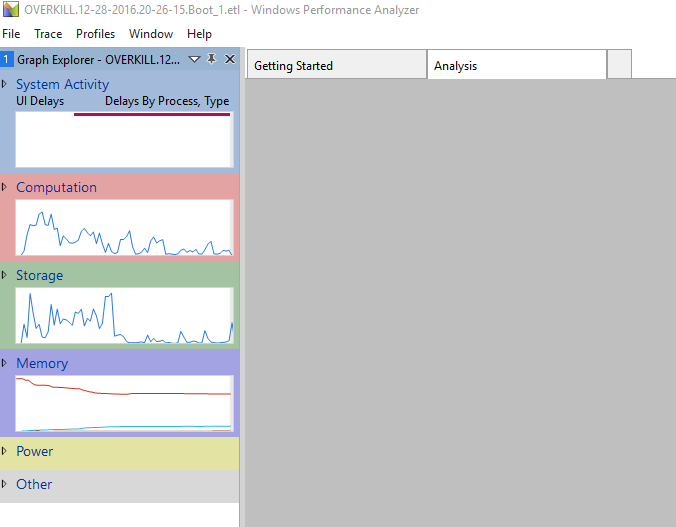 OVERKILL.12-28-2016.20-26-15.Boot_1.etl - Windows Performance Analyzer
File Trace Profiles Window Help
1 Graph Explorer - OVERKILL.12...
Getting Started Analysis
System Activity
UI Delays Delays By Process, Type
Computation
Storage
Memory
Power
Other